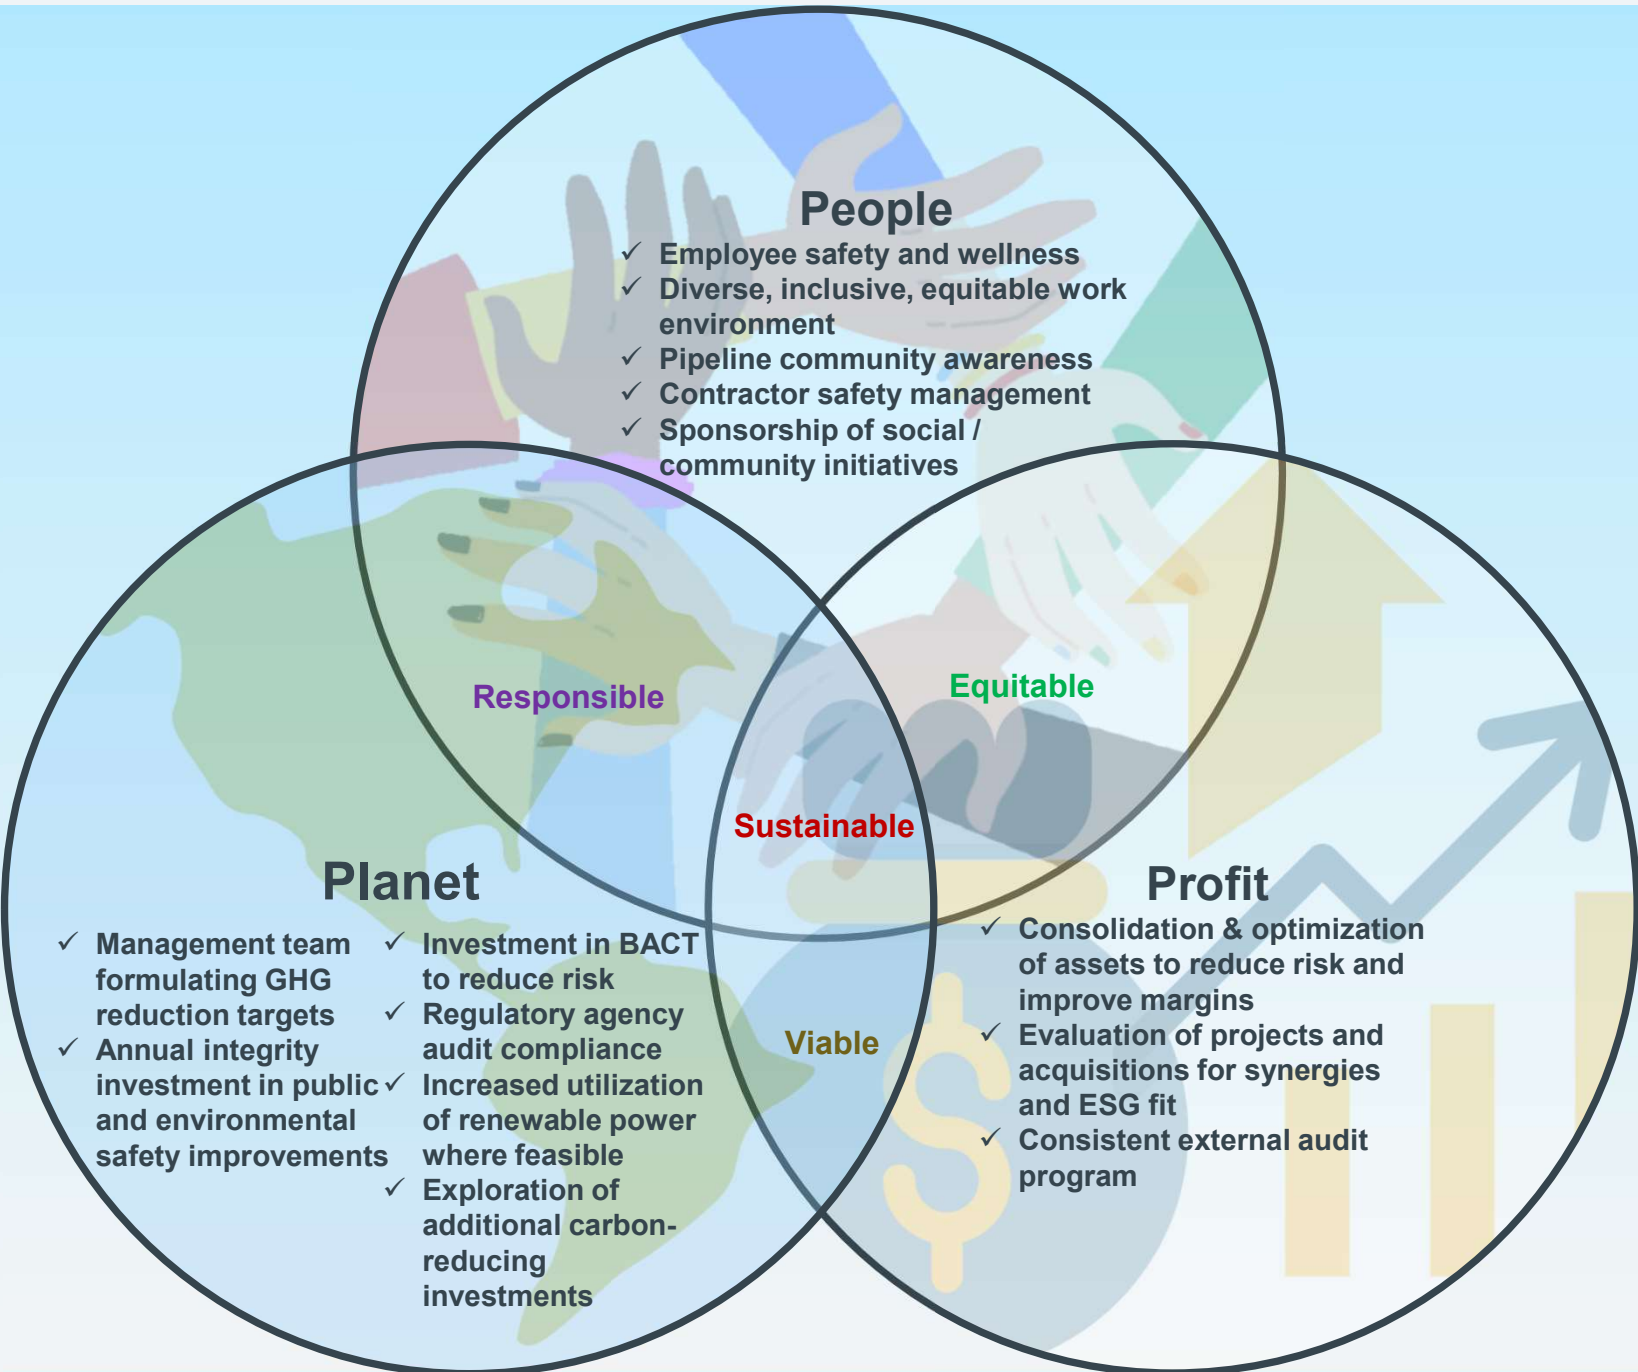 People
✓ Employee safety and wellness
✓ Diverse, inclusive, equitable work
environment
✓ Pipeline community awareness
✓ Contractor safety management
✓ Sponsorship of social /
community initiatives
Responsible
Equitable
Sustainable
Viable
Planet
✓ Management team
formulating GHG
reduction targets
✓ Annual integrity
investment in public
and environmental
safety improvements
✓ Investment in BACT
to reduce risk
✓ Regulatory agency
audit compliance
✓ Increased utilization
of renewable power
where feasible
✓ Exploration of
additional carbon-
reducing
investments
Profit
✓ Consolidation & optimization
of assets to reduce risk and
improve margins
✓ Evaluation of projects and
acquisitions for synergies
and ESG fit
✓ Consistent external audit
program
$